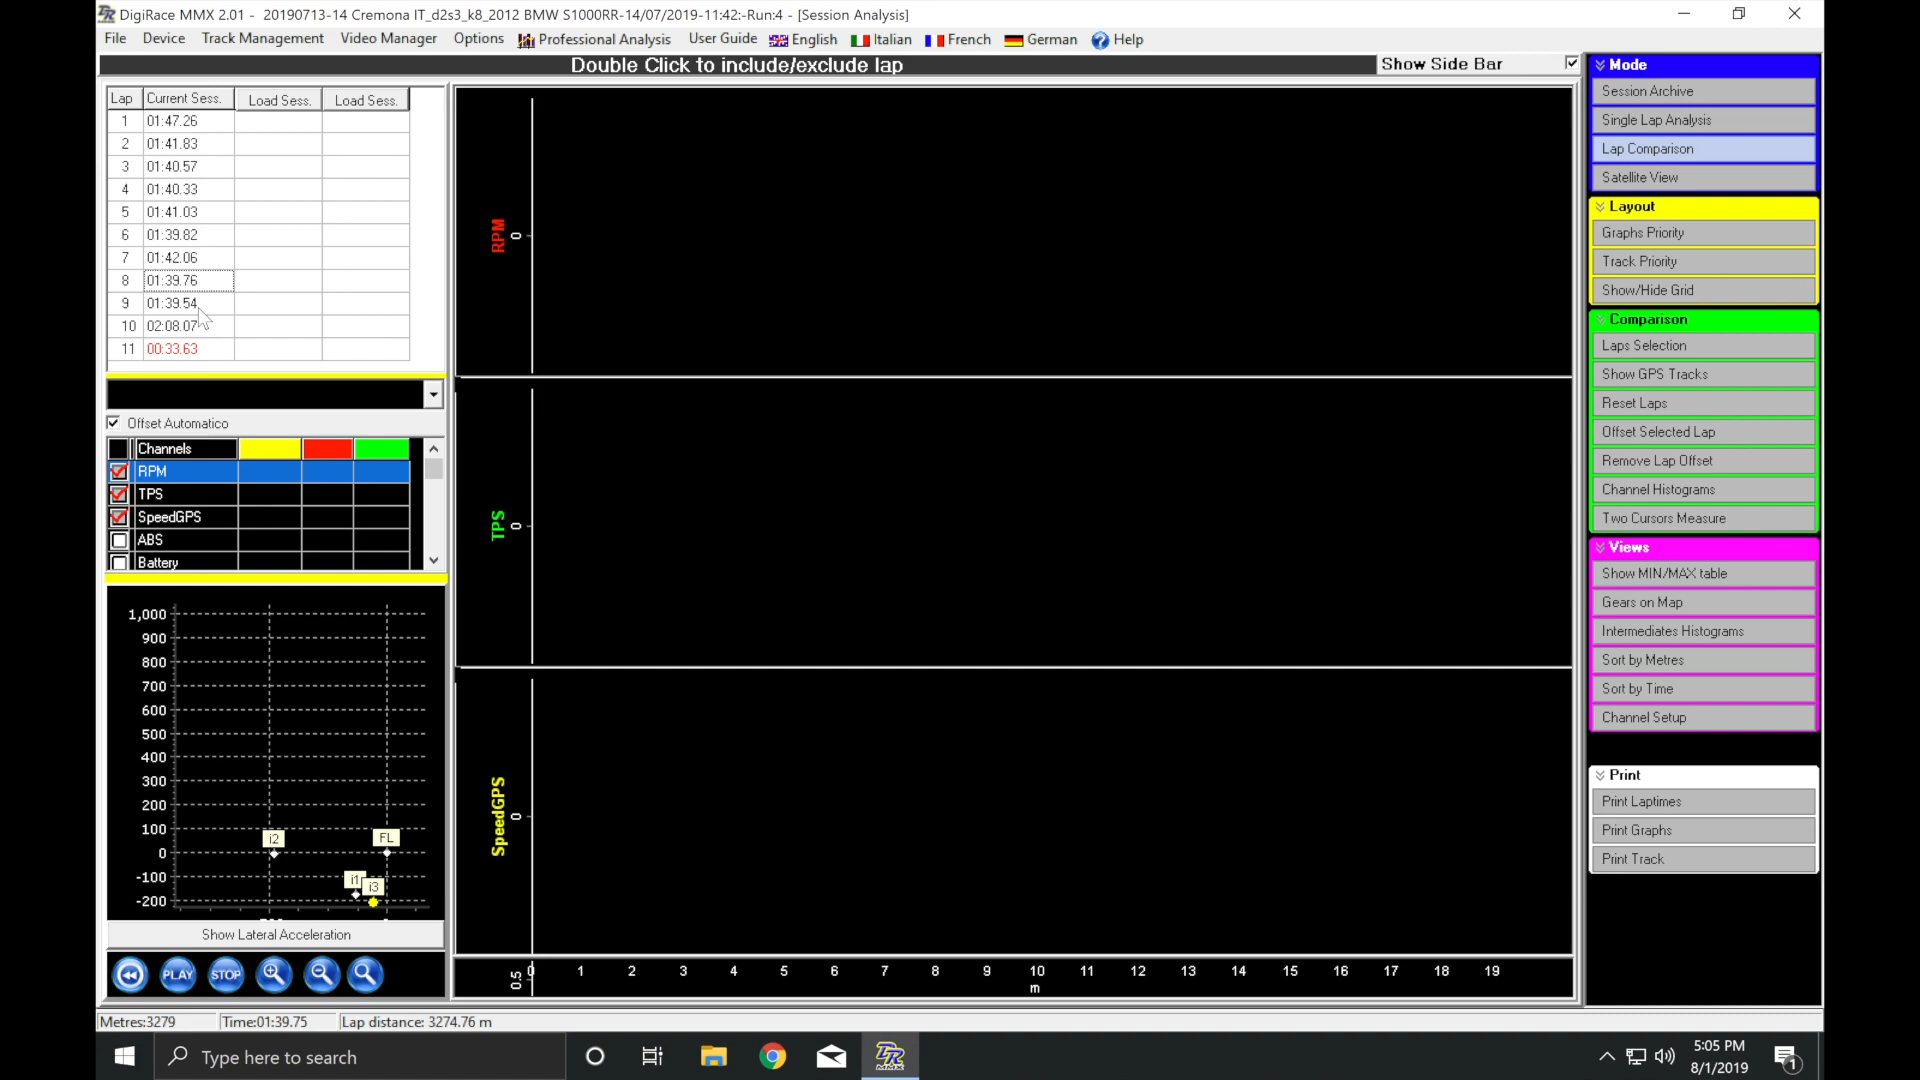 DigiRace MMX 2.01 - 20190713-14 Cremona IT_d2s3_k8_2012 BMW S1000RR-14/07/2019-11:42:-Run:4 - [Session Analysis]
File Device Track Management Video Manager Options Professional Analysis User Guide English Italian French German Help
Double Click to include/exclude lap
Show Side Bar
Lap Current Sess. Load Sess. Load Sess.
1 01:47.26
2 01:41.83
3 01:40.57
4 01:40.33
5 01:41.03
6 01:39.82
7 01:42.06
8 01:39.76
9 01:39.54
10 02:08.07
11 00:33.63
Offset Automatico
Channels
RPM
TPS
SpeedGPS
ABS
Battery
1,000
900
800
700
600
500
400
300
200
100
0
-100
-200
i2
FL
i1
i3
Show Lateral Acceleration
PLAY STOP
RPM 0
TPS 0
SpeedGPS 0
0.5
0 1 2 3 4 5 6 7 8 9 10 11 12 13 14 15 16 17 18 19
m
Mode
Session Archive
Single Lap Analysis
Lap Comparison
Satellite View
Layout
Graphs Priority
Track Priority
Show/Hide Grid
Comparison
Laps Selection
Show GPS Tracks
Reset Laps
Offset Selected Lap
Remove Lap Offset
Channel Histograms
Two Cursors Measure
Views
Show MIN/MAX table
Gears on Map
Intermediates Histograms
Sort by Metres
Sort by Time
Channel Setup
Print
Print Laptimes
Print Graphs
Print Track
Metres:3279 Time:01:39.75 Lap distance: 3274.76 m
Type here to search
DR MMX
5:05 PM
8/1/2019
1